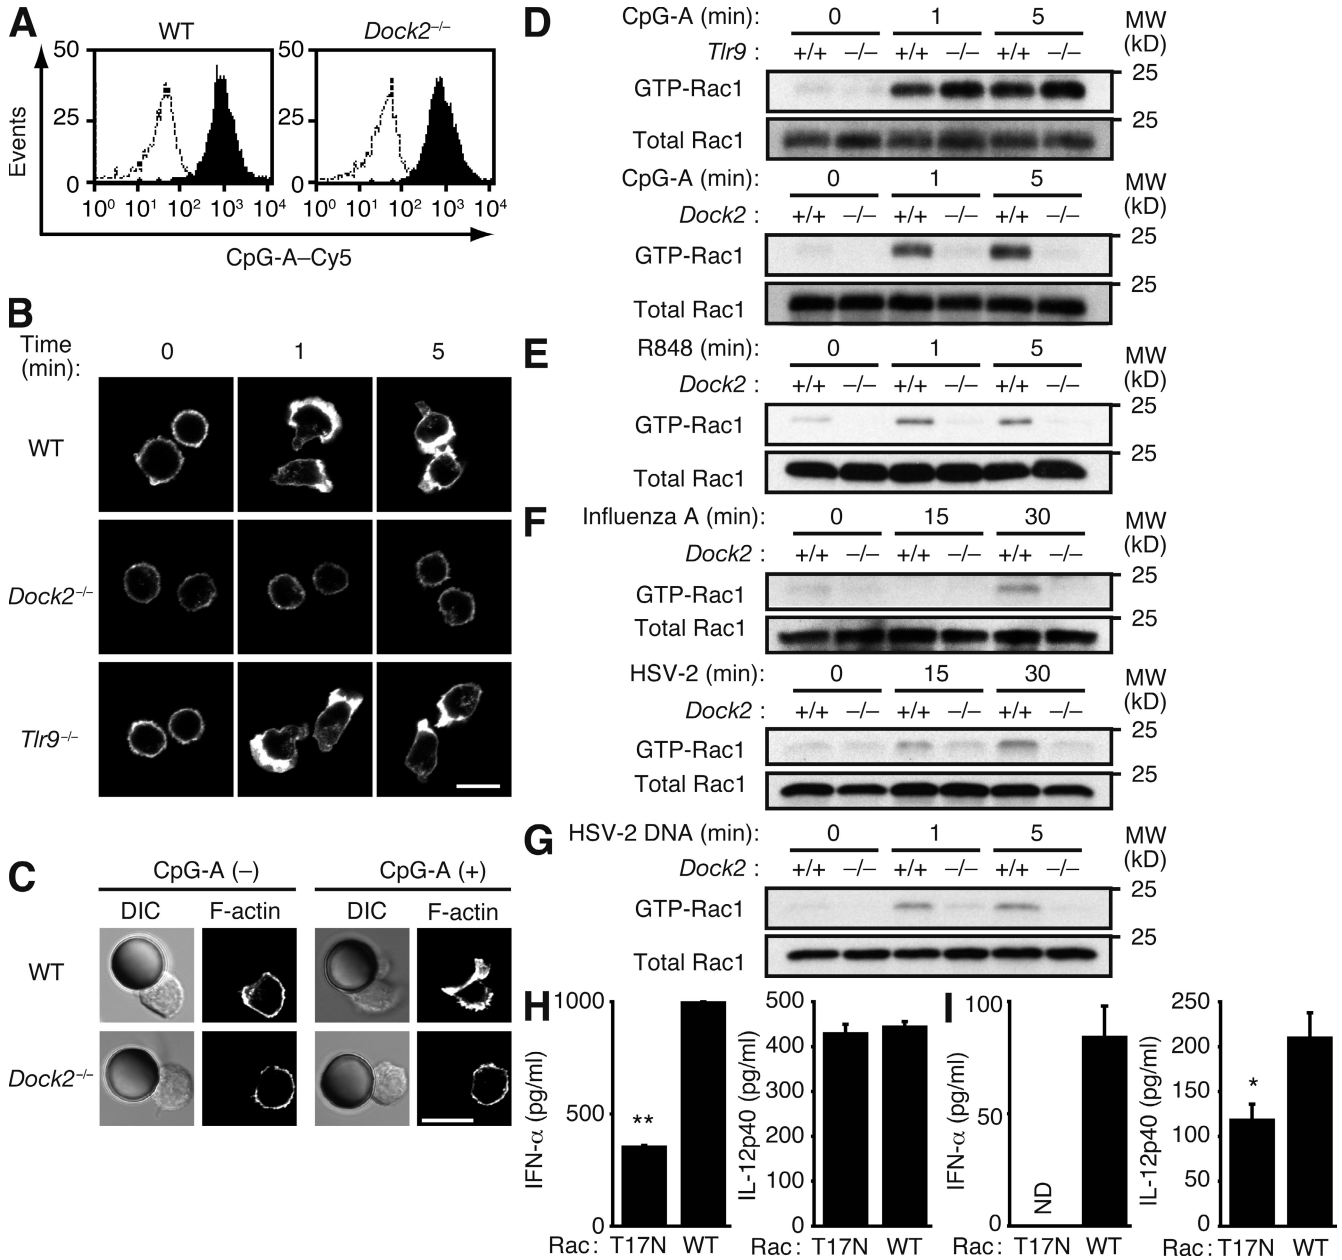 A
WT
Dock2–/–
50
25
0
50
25
0
Events
10⁰ 10¹ 10² 10³ 10⁴
10⁰ 10¹ 10² 10³ 10⁴
CpG-A–Cy5
B
Time
(min):
0 1 5
WT
Dock2–/–
Tlr9–/–
C
CpG-A (–) CpG-A (+)
DIC F-actin DIC F-actin
WT
Dock2–/–
D
CpG-A (min): 0 1 5 MW
(kD)
Tlr9 : +/+ –/– +/+ –/– +/+ –/–
GTP-Rac1 25
Total Rac1 25
CpG-A (min): 0 1 5 MW
(kD)
Dock2 : +/+ –/– +/+ –/– +/+ –/–
GTP-Rac1 25
Total Rac1 25
E
R848 (min): 0 1 5 MW
(kD)
Dock2 : +/+ –/– +/+ –/– +/+ –/–
GTP-Rac1 25
Total Rac1 25
F
Influenza A (min): 0 15 30 MW
(kD)
Dock2 : +/+ –/– +/+ –/– +/+ –/–
GTP-Rac1 25
Total Rac1 25
HSV-2 (min): 0 15 30 MW
(kD)
Dock2 : +/+ –/– +/+ –/– +/+ –/–
GTP-Rac1 25
Total Rac1 25
G
HSV-2 DNA (min): 0 1 5 MW
(kD)
Dock2 : +/+ –/– +/+ –/– +/+ –/–
GTP-Rac1 25
Total Rac1 25
H
IFN-α (pg/ml)
1000
500
0
**
Rac: T17N WT
IL-12p40 (pg/ml)
500
400
300
200
100
0
Rac: T17N WT
I
IFN-α (pg/ml)
100
50
0
ND
Rac: T17N WT
IL-12p40 (pg/ml)
250
200
150
100
50
0
*
Rac: T17N WT